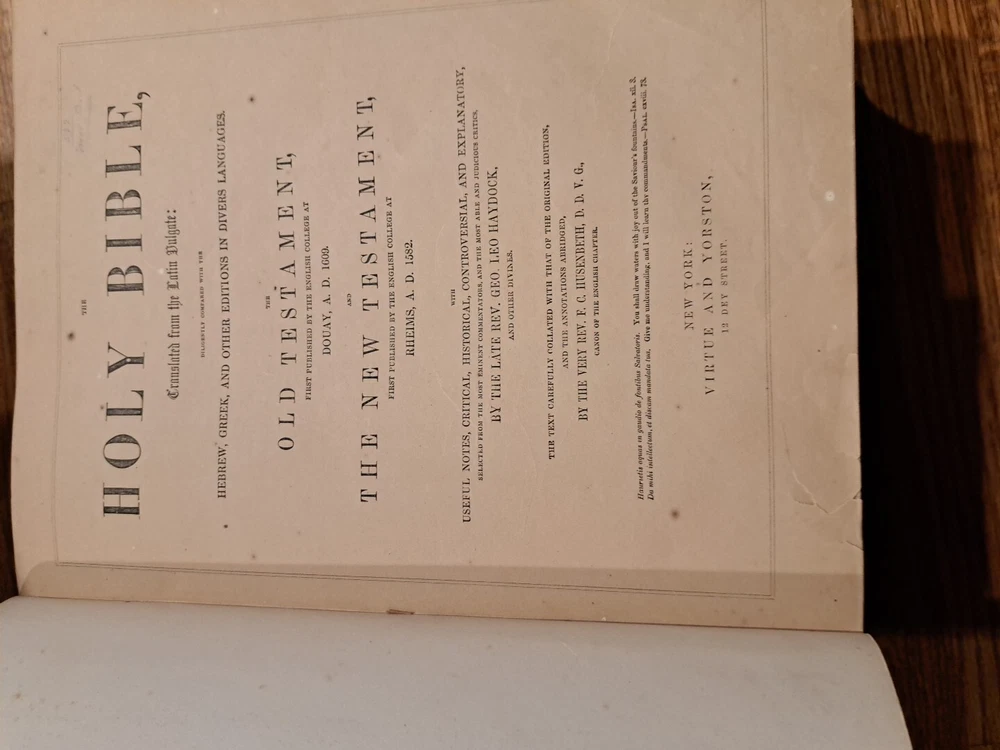 THE
HOLY BIBLE,
Translated from the Latin Vulgate:
DILIGENTLY COMPARED WITH THE
HEBREW, GREEK, AND OTHER EDITIONS IN DIVERS LANGUAGES.
THE
OLD TESTAMENT,
FIRST PUBLISHED BY THE ENGLISH COLLEGE AT
DOUAY, A. D. 1609.
AND
THE NEW TESTAMENT,
FIRST PUBLISHED BY THE ENGLISH COLLEGE AT
RHEIMS, A. D. 1582.
WITH
USEFUL NOTES, CRITICAL, HISTORICAL, CONTROVERSIAL, AND EXPLANATORY,
SELECTED FROM THE MOST EMINENT COMMENTATORS, AND THE MOST ABLE AND JUDICIOUS CRITICS.
BY THE LATE REV. GEO. LEO HAYDOCK,
AND OTHER DIVINES.
THE TEXT CAREFULLY COLLATED WITH THAT OF THE ORIGINAL EDITION,
AND THE ANNOTATIONS ABRIDGED,
BY THE VERY REV. F. C. HUSENBETH, D. D. V. G.,
CANON OF THE ENGLISH CHAPTER.
Haurietis aquas in gaudio de fontibus Salvatoris. You shall draw waters with joy out of the Saviour's fountains.—ISA. xii. 3.
Da mihi intellectum, et discam mandata tua. Give me understanding, and I will learn thy commandments.—PSAL. cxviii. 73.
NEW YORK:
VIRTUE AND YORSTON,
12 DEY STREET.